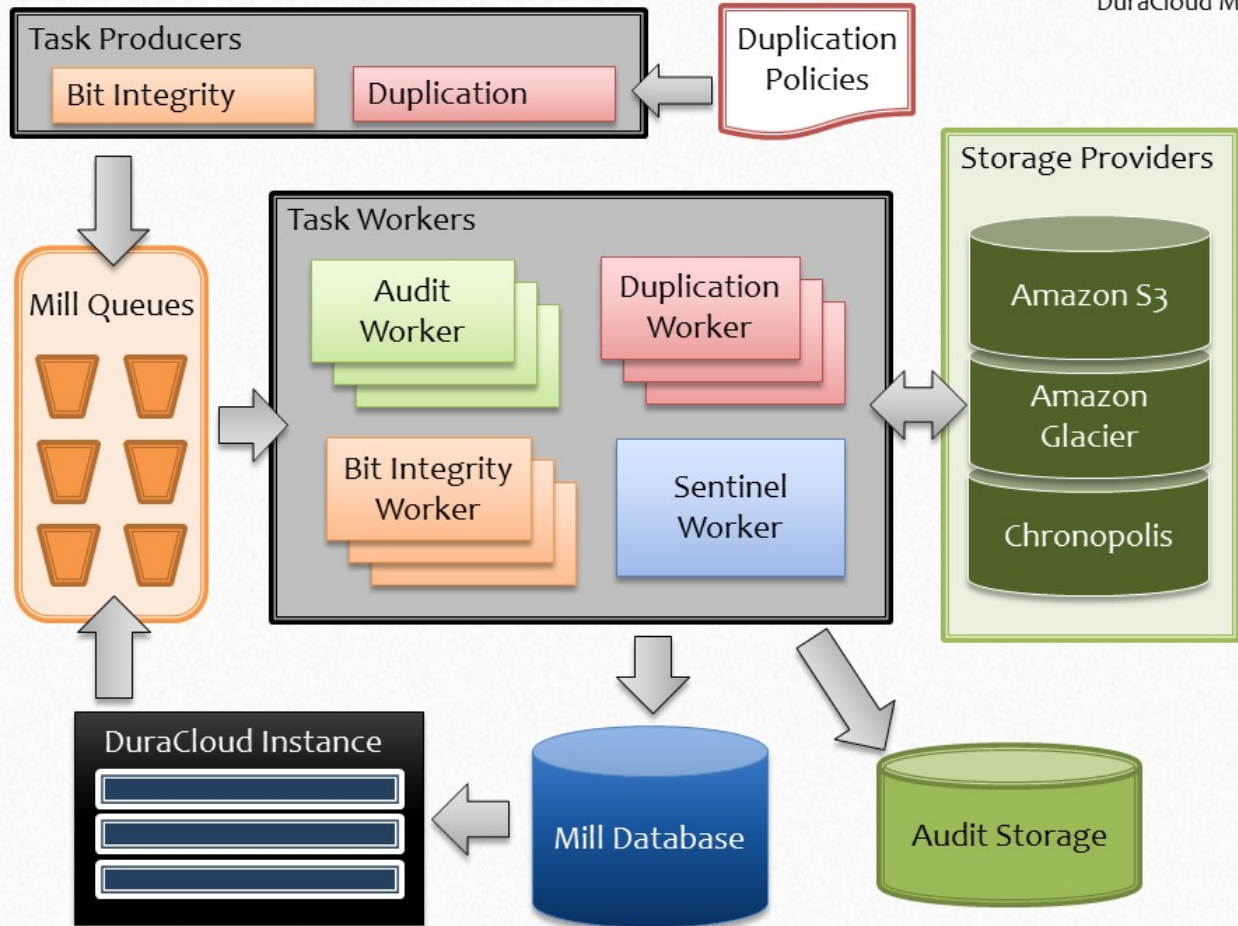 DuraCloud M
Task Producers
Bit Integrity
Duplication
Duplication
Policies
Storage Providers
Amazon S3
Amazon
Glacier
Chronopolis
Task Workers
Audit
Worker
Duplication
Worker
Bit Integrity
Worker
Sentinel
Worker
Mill Queues
DuraCloud Instance
Mill Database
Audit Storage